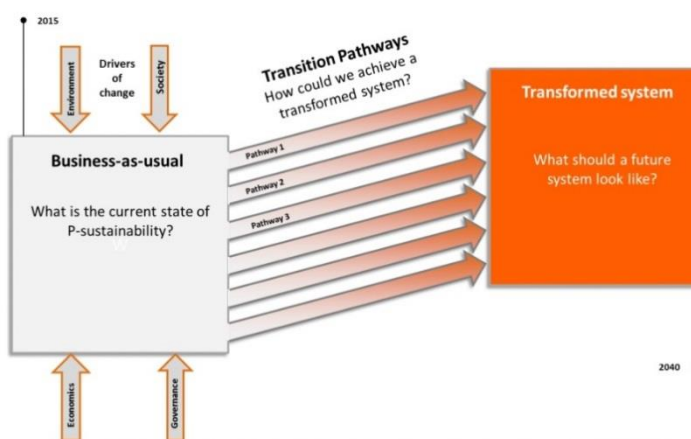 2015
Environment
Drivers
of
change
Society
Transition Pathways
How could we achieve a
transformed system?
Business-as-usual
What is the current state of
P-sustainability?
W
Pathway 1
Pathway 2
Pathway 3
Transformed system
What should a future
system look like?
Economics
Governance
2040